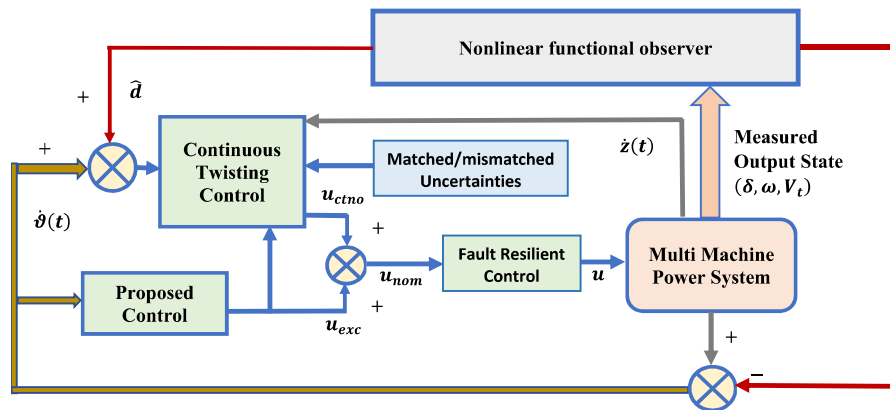 Nonlinear functional observer
+
d̂
+
Continuous
Twisting
Control
Matched/mismatched
Uncertainties
ż(t)
Measured
Output State
(δ, ω, Vₜ)
u_ctno
ϑ̇(t)
+
u_nom
Fault Resilient
Control
u
Multi Machine
Power System
Proposed
Control
+
u_exc
+
−